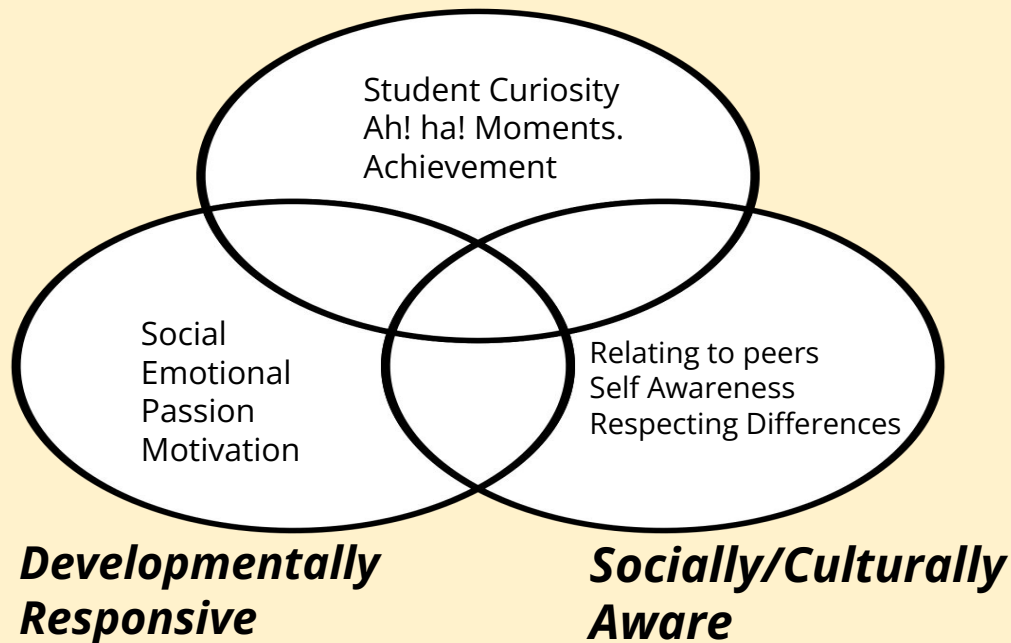 Student Curiosity
Ah! ha! Moments.
Achievement
Social
Emotional
Passion
Motivation
Relating to peers
Self Awareness
Respecting Differences
Developmentally
Responsive
Socially/Culturally
Aware